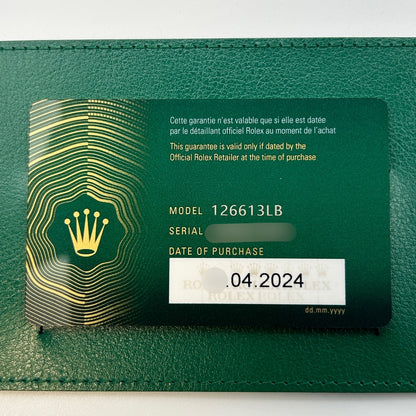 Cette garantie n'est valable que si elle est datée
par le détaillant officiel Rolex au moment de l'achat
This guarantee is valid only if dated by the
Official Rolex Retailer at the time of purchase
MODEL 126613LB
SERIAL
DATE OF PURCHASE
.04.2024
ROLEX ROLEX
dd.mm.yyyy